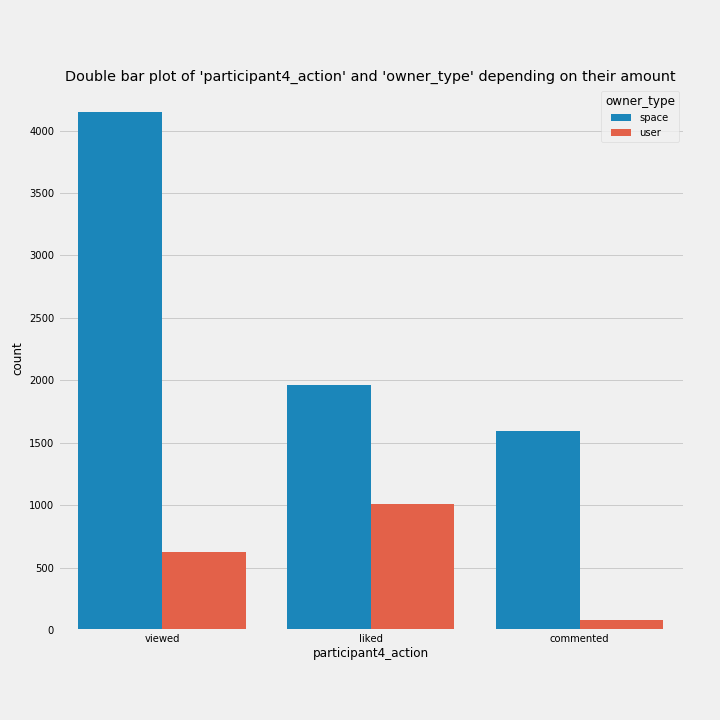 Double bar plot of 'participant4_action' and 'owner_type' depending on their amount
owner_type
space
user
4000
3500
3000
2500
2000
1500
1000
500
0
count
viewed
liked
commented
participant4_action